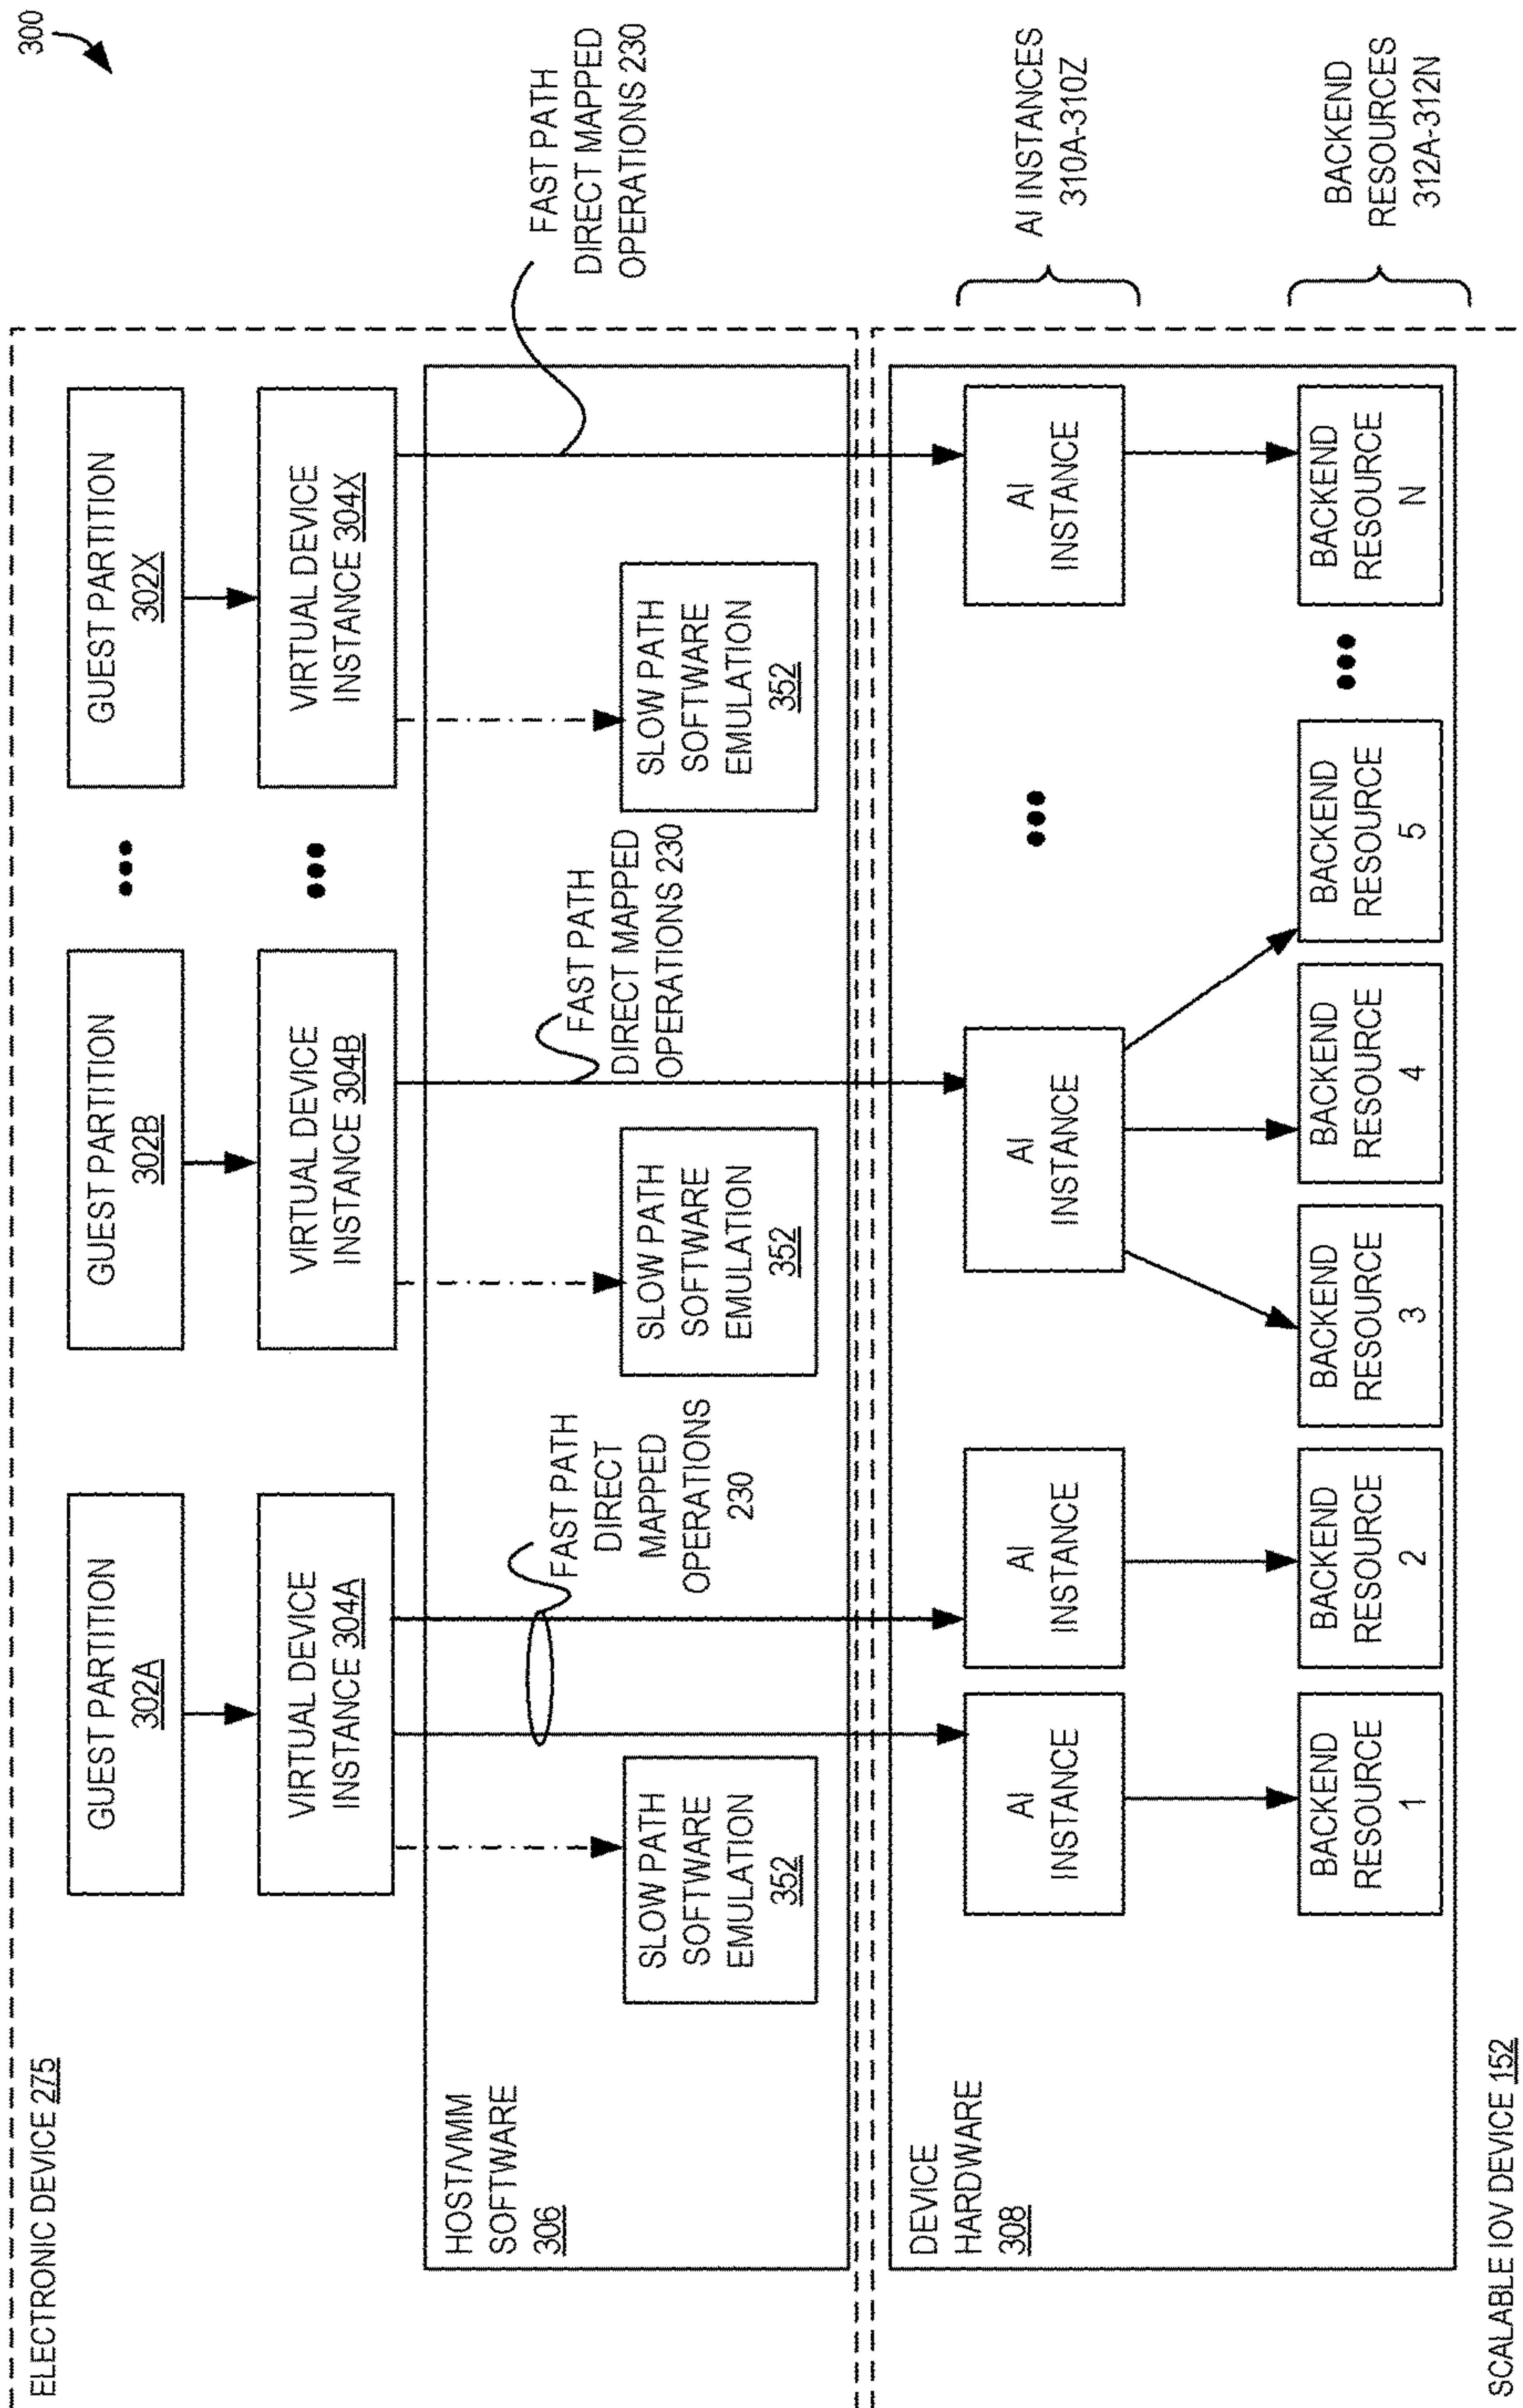 300
ELECTRONIC DEVICE 275
GUEST PARTITION
302A
GUEST PARTITION
302B
GUEST PARTITION
302X
VIRTUAL DEVICE
INSTANCE 304A
VIRTUAL DEVICE
INSTANCE 304B
VIRTUAL DEVICE
INSTANCE 304X
HOST/VMM
SOFTWARE
306
SLOW PATH
SOFTWARE
EMULATION
352
FAST PATH
DIRECT
MAPPED
OPERATIONS
230
SLOW PATH
SOFTWARE
EMULATION
352
FAST PATH
DIRECT MAPPED
OPERATIONS 230
SLOW PATH
SOFTWARE
EMULATION
352
FAST PATH
DIRECT MAPPED
OPERATIONS 230
DEVICE
HARDWARE
308
AI
INSTANCE
AI
INSTANCE
AI
INSTANCE
AI
INSTANCE
AI INSTANCES
310A-310Z
BACKEND
RESOURCE
1
BACKEND
RESOURCE
2
BACKEND
RESOURCE
3
BACKEND
RESOURCE
4
BACKEND
RESOURCE
5
BACKEND
RESOURCE
N
BACKEND
RESOURCES
312A-312N
SCALABLE IOV DEVICE 152